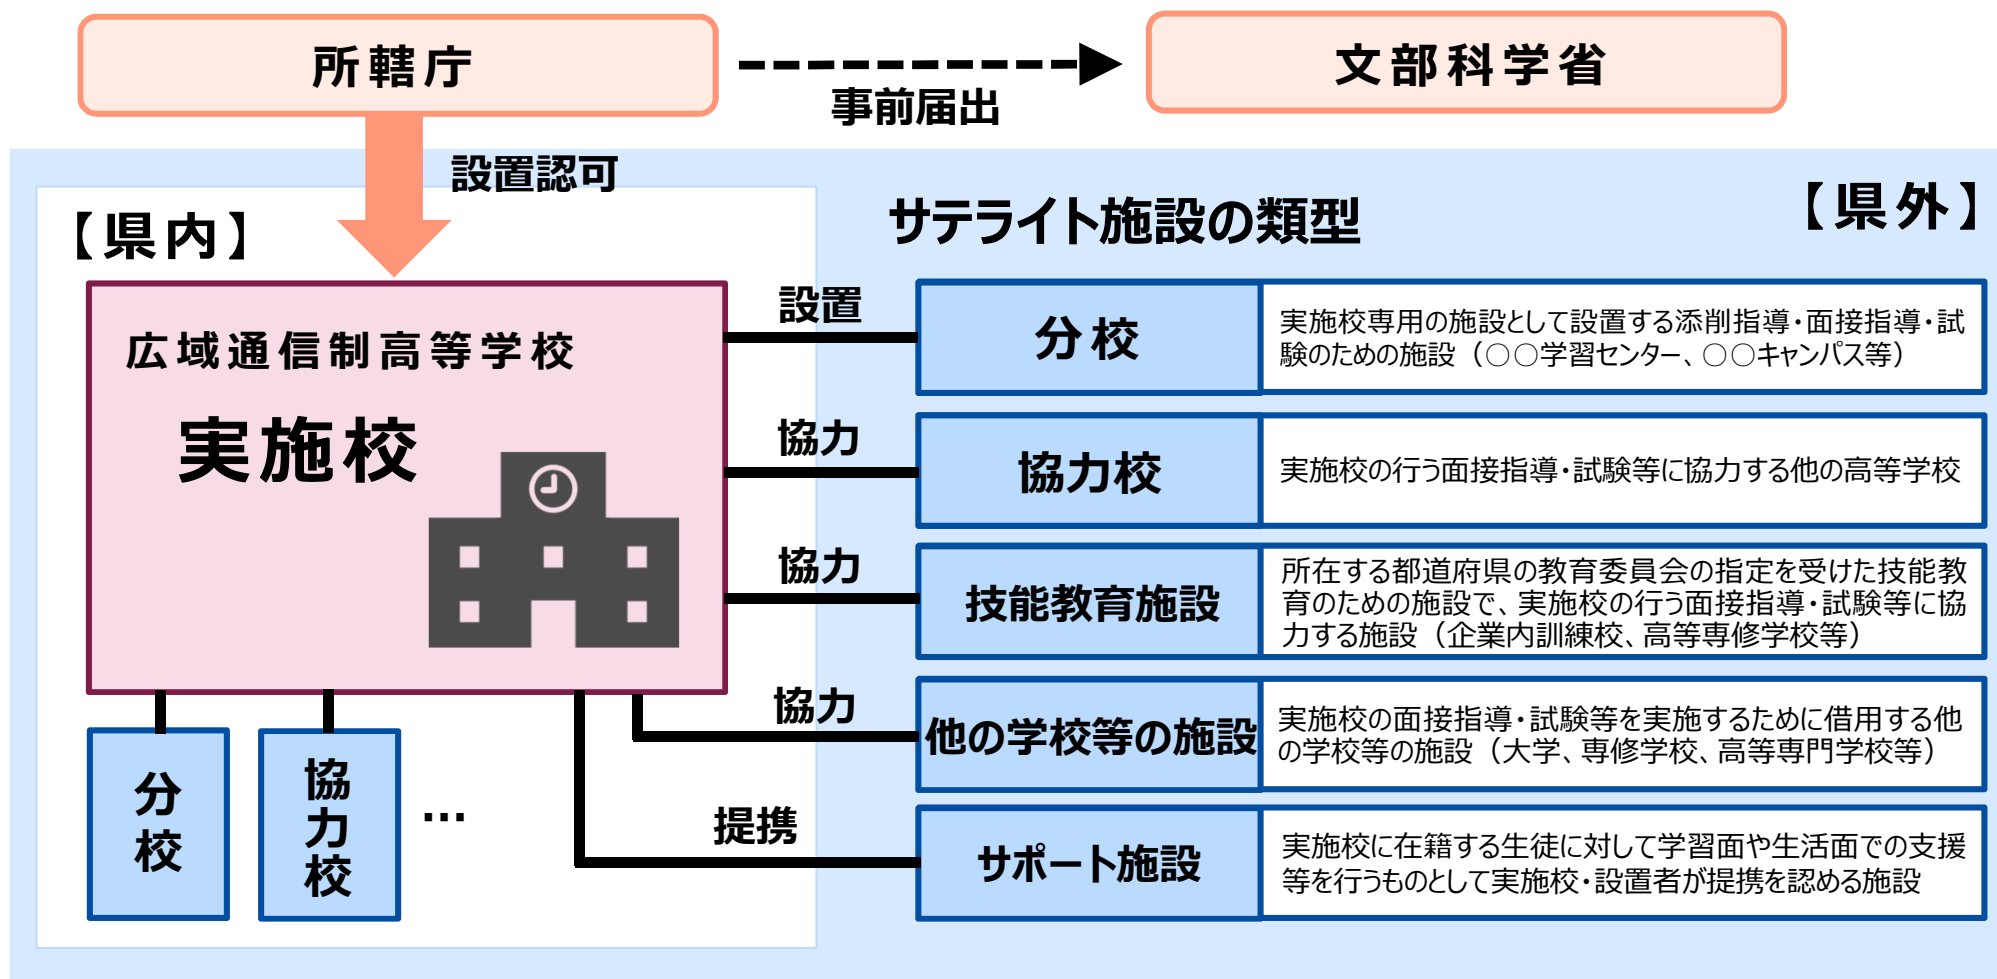 所轄庁
事前届出
文部科学省
設置認可
【県内】
サテライト施設の類型
【県外】
広域通信制高等学校
実施校
設置
分校
実施校専用の施設として設置する添削指導・面接指導・試
験のための施設（○○学習センター、○○キャンパス等）
協力
協力校
実施校の行う面接指導・試験等に協力する他の高等学校
協力
技能教育施設
所在する都道府県の教育委員会の指定を受けた技能教
育のための施設で、実施校の行う面接指導・試験等に協
力する施設（企業内訓練校、高等専修学校等）
協力
他の学校等の施設
実施校の面接指導・試験等を実施するために借用する他
の学校等の施設（大学、専修学校、高等専門学校等）
提携
サポート施設
実施校に在籍する生徒に対して学習面や生活面での支援
等を行うものとして実施校・設置者が提携を認める施設
分校
協力校
…